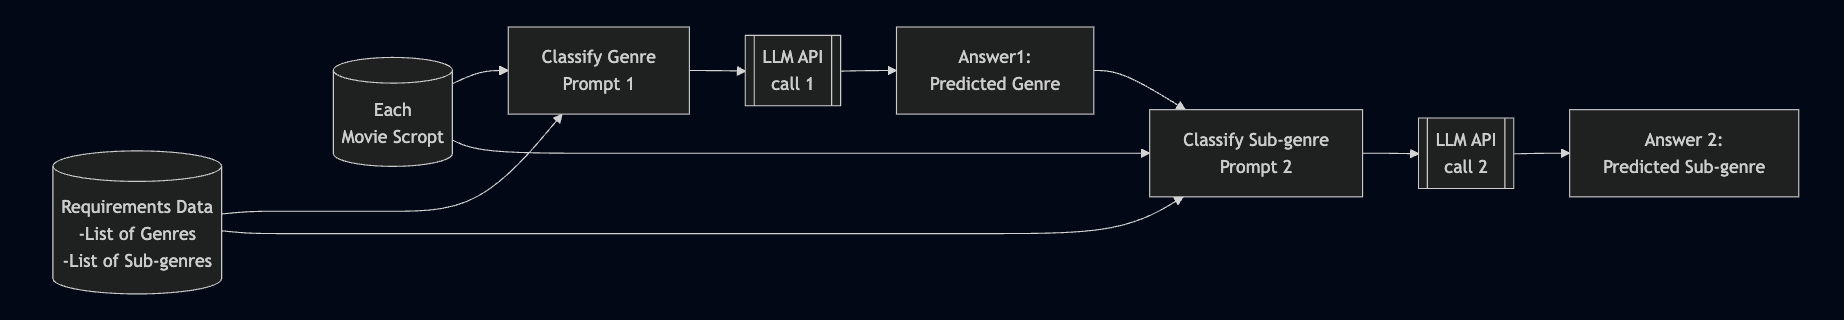 Classify Genre
Prompt 1
LLM API
call 1
Answer1:
Predicted Genre
Each
Movie Scropt
Classify Sub-genre
Prompt 2
LLM API
call 2
Answer 2:
Predicted Sub-genre
Requirements Data
-List of Genres
-List of Sub-genres